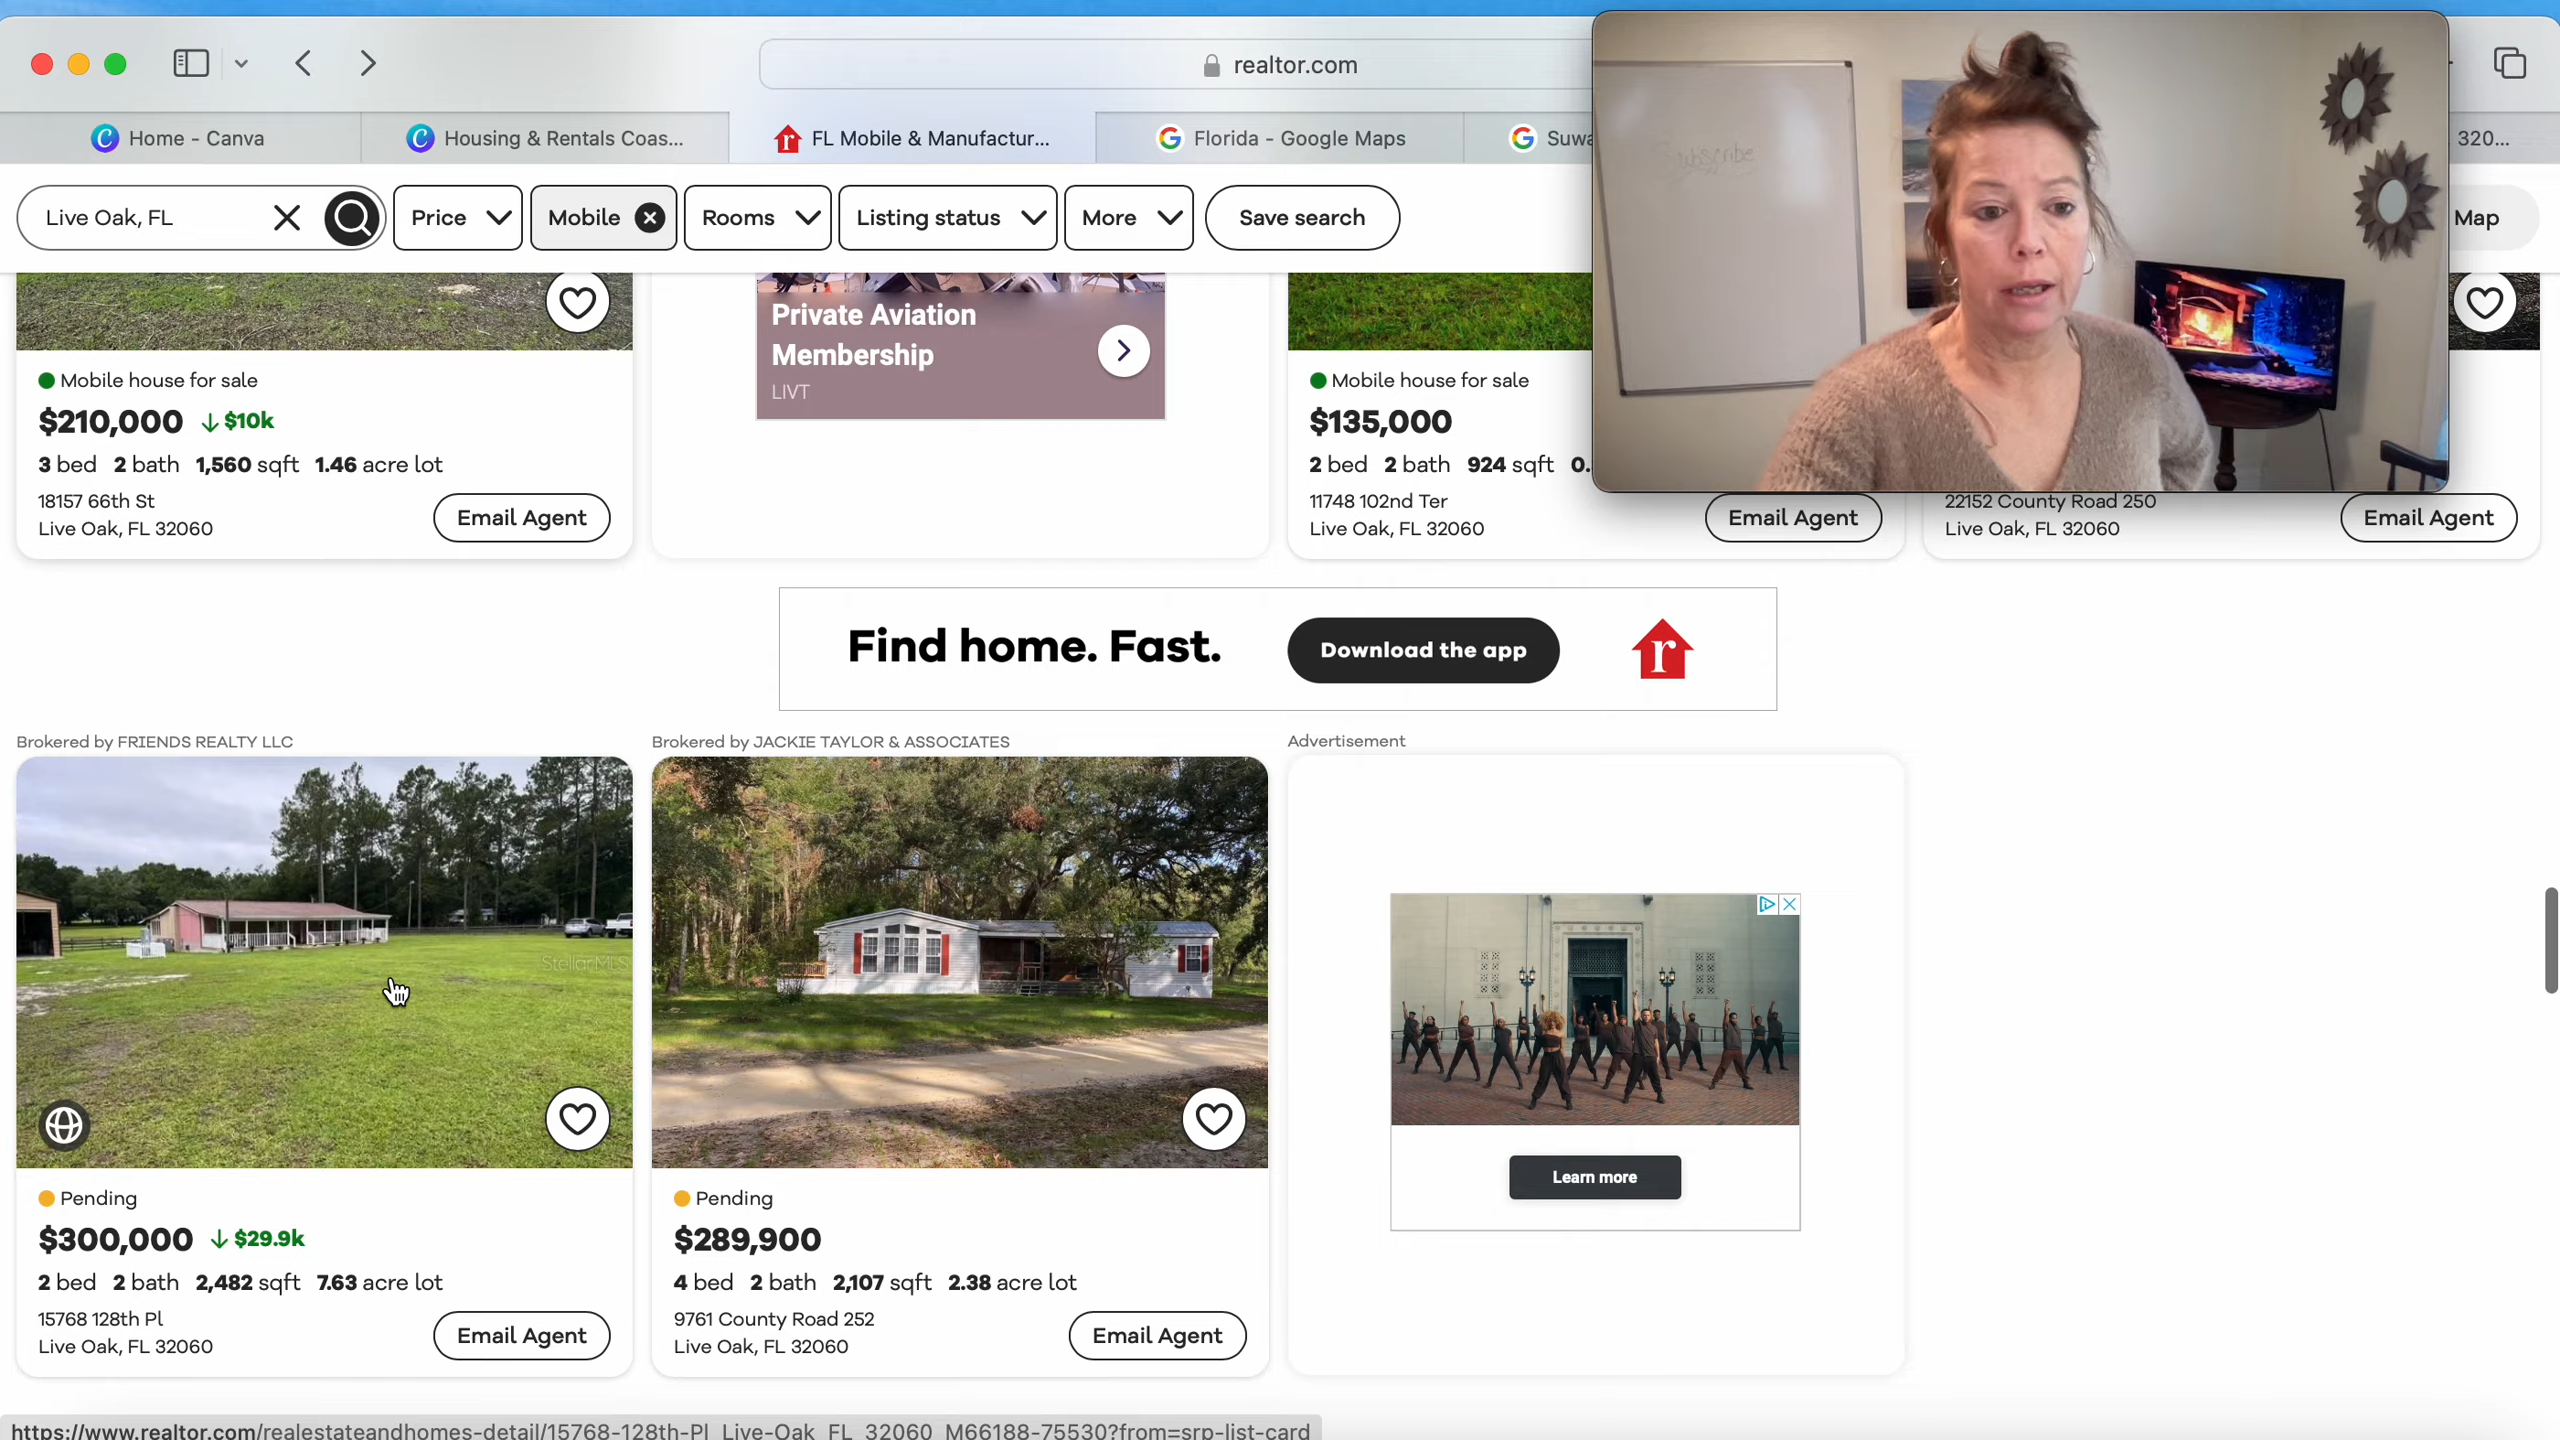 realtor.com
Home - Canva
Housing & Rentals Coas...
FL Mobile & Manufactur...
Florida - Google Maps
320...
Live Oak, FL
Price
Mobile
Rooms
Listing status
More
Save search
Map
Subscribe
Private Aviation
Membership
LIVT
Mobile house for sale
$210,000 ↓ $10k
3 bed 2 bath 1,560 sqft 1.46 acre lot
18157 66th St
Live Oak, FL 32060
Email Agent
Mobile house for sale
$135,000
2 bed 2 bath 924 sqft 0.
11748 102nd Ter
Live Oak, FL 32060
Email Agent
22152 County Road 250
Live Oak, FL 32060
Email Agent
Find home. Fast.
Download the app
r
Brokered by FRIENDS REALTY LLC
StellarMLS
Pending
$300,000 ↓ $29.9k
2 bed 2 bath 2,482 sqft 7.63 acre lot
15768 128th Pl
Live Oak, FL 32060
Email Agent
Brokered by JACKIE TAYLOR & ASSOCIATES
Pending
$289,900
4 bed 2 bath 2,107 sqft 2.38 acre lot
9761 County Road 252
Live Oak, FL 32060
Email Agent
Advertisement
Learn more
https://www.realtor.com/realestateandhomes-detail/15768-128th-Pl_Live-Oak_FL_32060_M66188-75530?from=srp-list-card